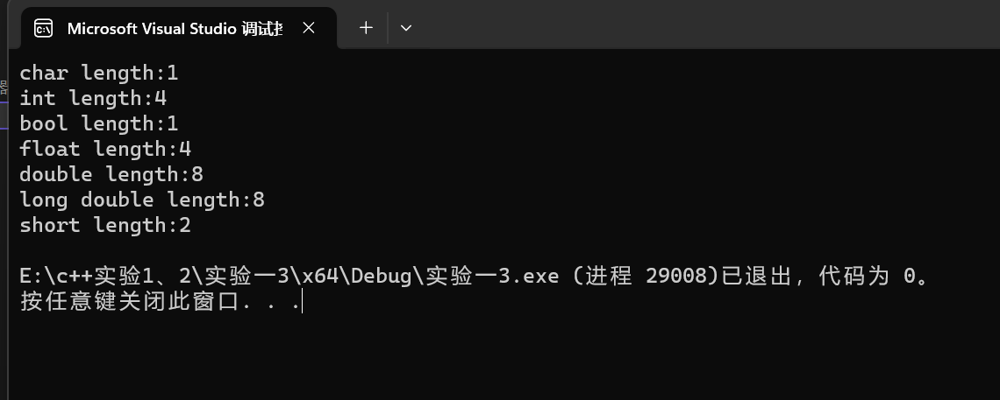 Microsoft Visual Studio 调试
char length:1
int length:4
bool length:1
float length:4
double length:8
long double length:8
short length:2
E:\c++实验1、2\实验一3\x64\Debug\实验一3.exe (进程 29008)已退出，代码为 0。
按任意键关闭此窗口. . .